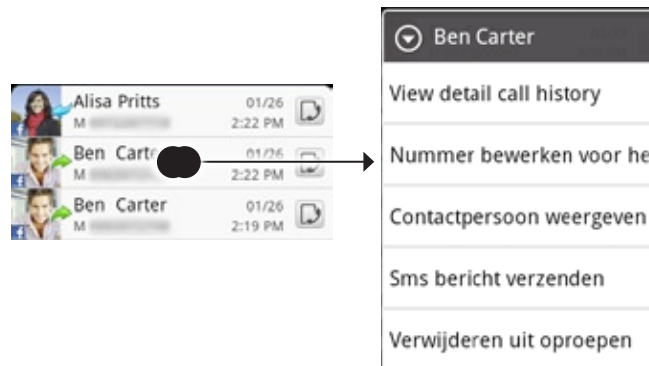 Alisa Pritts 01/26
M 2:22 PM
Ben Carte 01/26
M 2:22 PM
Ben Carter 01/26
M 2:19 PM
Ben Carter
View detail call history
Nummer bewerken voor he
Contactpersoon weergeven
Sms bericht verzenden
Verwijderen uit oproepen